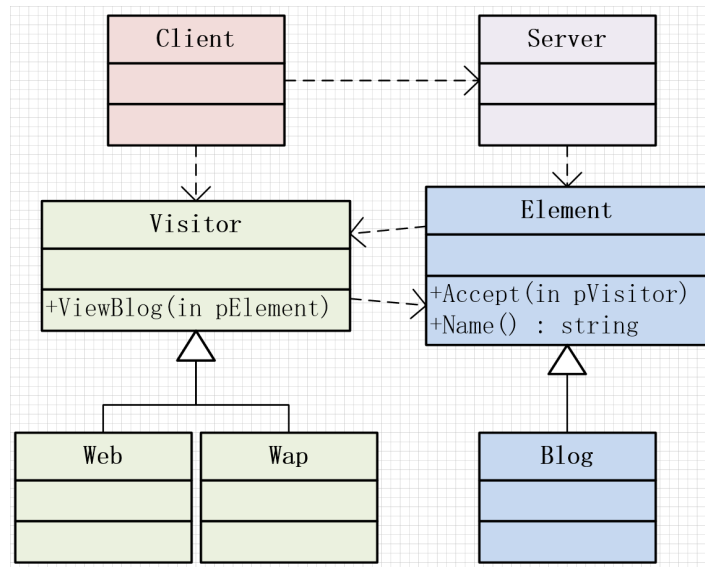 Client
Server
Visitor
+ViewBlog(in pElement)
Element
+Accept(in pVisitor)
+Name() : string
Web
Wap
Blog